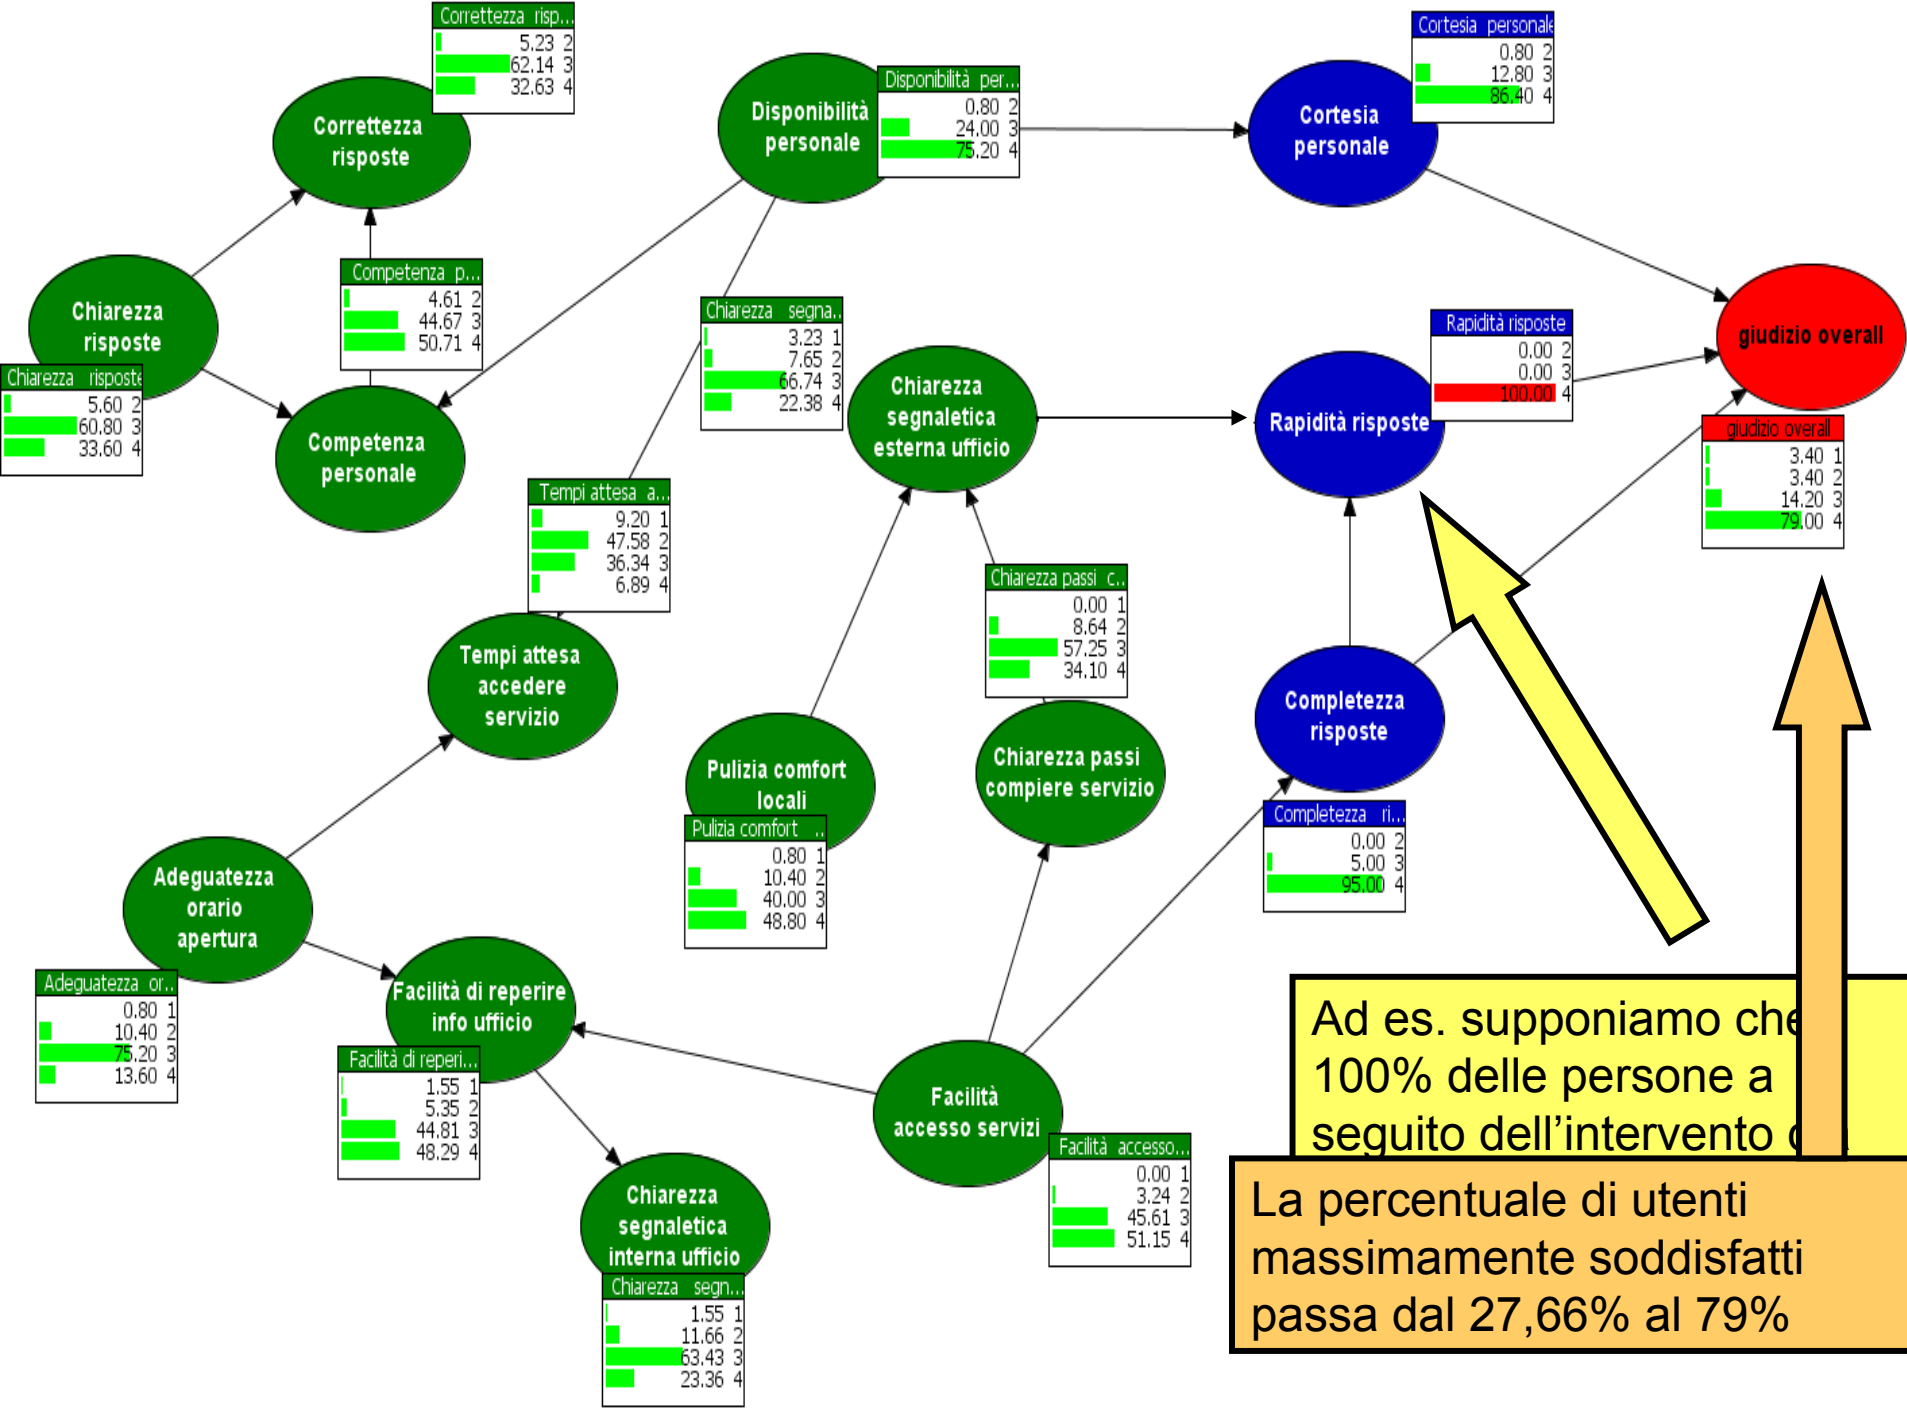 Correttezza risp...
5.23 2
62.14 3
32.63 4
Correttezza
risposte
Disponibilità
personale
Disponibilità per...
0.80 2
24.00 3
75.20 4
Cortesia personale
0.80 2
12.80 3
86.40 4
Cortesia
personale
Chiarezza
risposte
Chiarezza risposte
5.60 2
60.80 3
33.60 4
Competenza p...
4.61 2
44.67 3
50.71 4
Competenza
personale
Chiarezza segna..
3.23 1
7.65 2
66.74 3
22.38 4
Chiarezza
segnaletica
esterna ufficio
Rapidità risposte
0.00 2
0.00 3
100.00 4
Rapidità risposte
giudizio overall
giudizio overall
3.40 1
3.40 2
14.20 3
79.00 4
Tempi attesa a...
9.20 1
47.58 2
36.34 3
6.89 4
Tempi attesa
accedere
servizio
Chiarezza passi c..
0.00 1
8.64 2
57.25 3
34.10 4
Chiarezza passi
compiere servizio
Pulizia comfort
locali
Pulizia comfort ..
0.80 1
10.40 2
40.00 3
48.80 4
Completezza
risposte
Completezza ri...
0.00 2
5.00 3
95.00 4
Adeguatezza
orario
apertura
Adeguatezza or..
0.80 1
10.40 2
75.20 3
13.60 4
Facilità di reperire
info ufficio
Facilità di reperi...
1.55 1
5.35 2
44.81 3
48.29 4
Facilità
accesso servizi
Facilità accesso...
0.00 1
3.24 2
45.61 3
51.15 4
Chiarezza
segnaletica
interna ufficio
Chiarezza segn...
1.55 1
11.66 2
63.43 3
23.36 4
Ad es. supponiamo che
100% delle persone a
seguito dell’intervento
La percentuale di utenti
massimamente soddisfatti
passa dal 27,66% al 79%